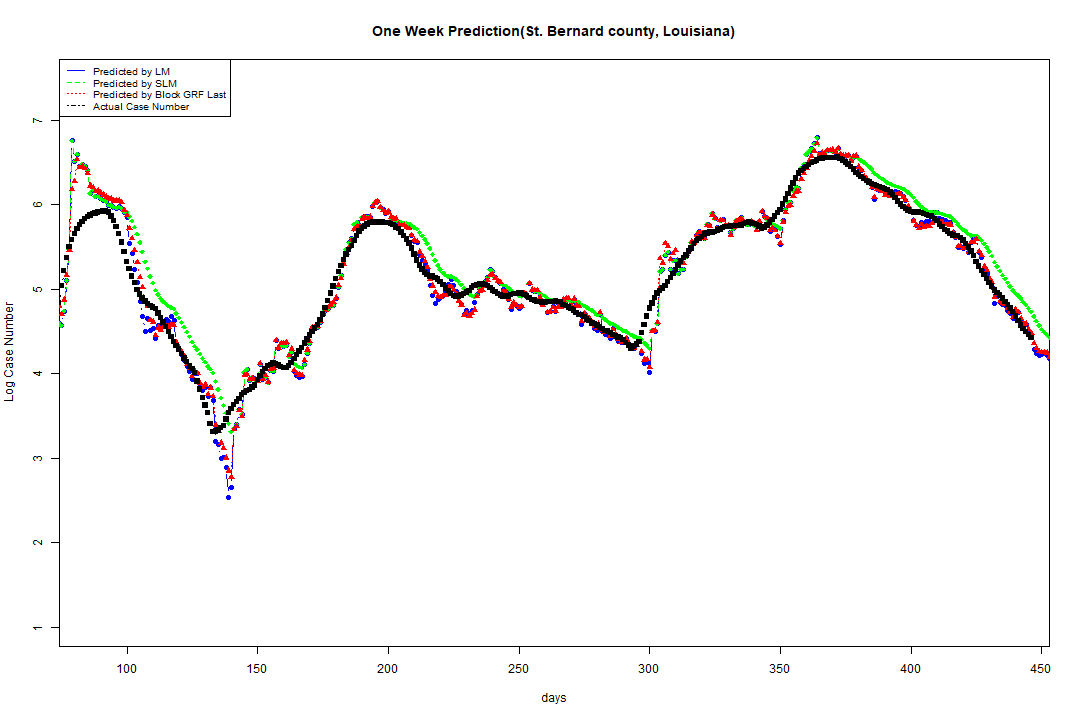 One Week Prediction(St. Bernard county, Louisiana)
Predicted by LM
Predicted by SLM
Predicted by Block GRF Last
Actual Case Number
7
6
5
4
3
2
1
Log Case Number
100 150 200 250 300 350 400 450
days